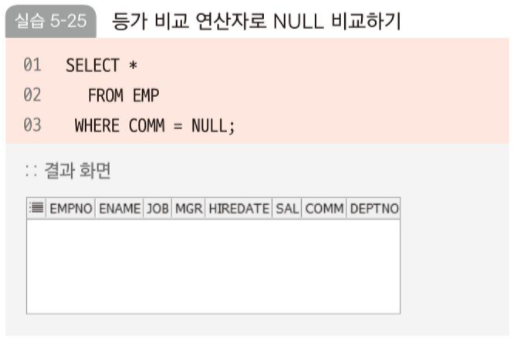 실습 5-25 등가 비교 연산자로 NULL 비교하기
01 SELECT *
02 FROM EMP
03 WHERE COMM = NULL;
:: 결과 화면
EMPNO ENAME JOB MGR HIREDATE SAL COMM DEPTNO